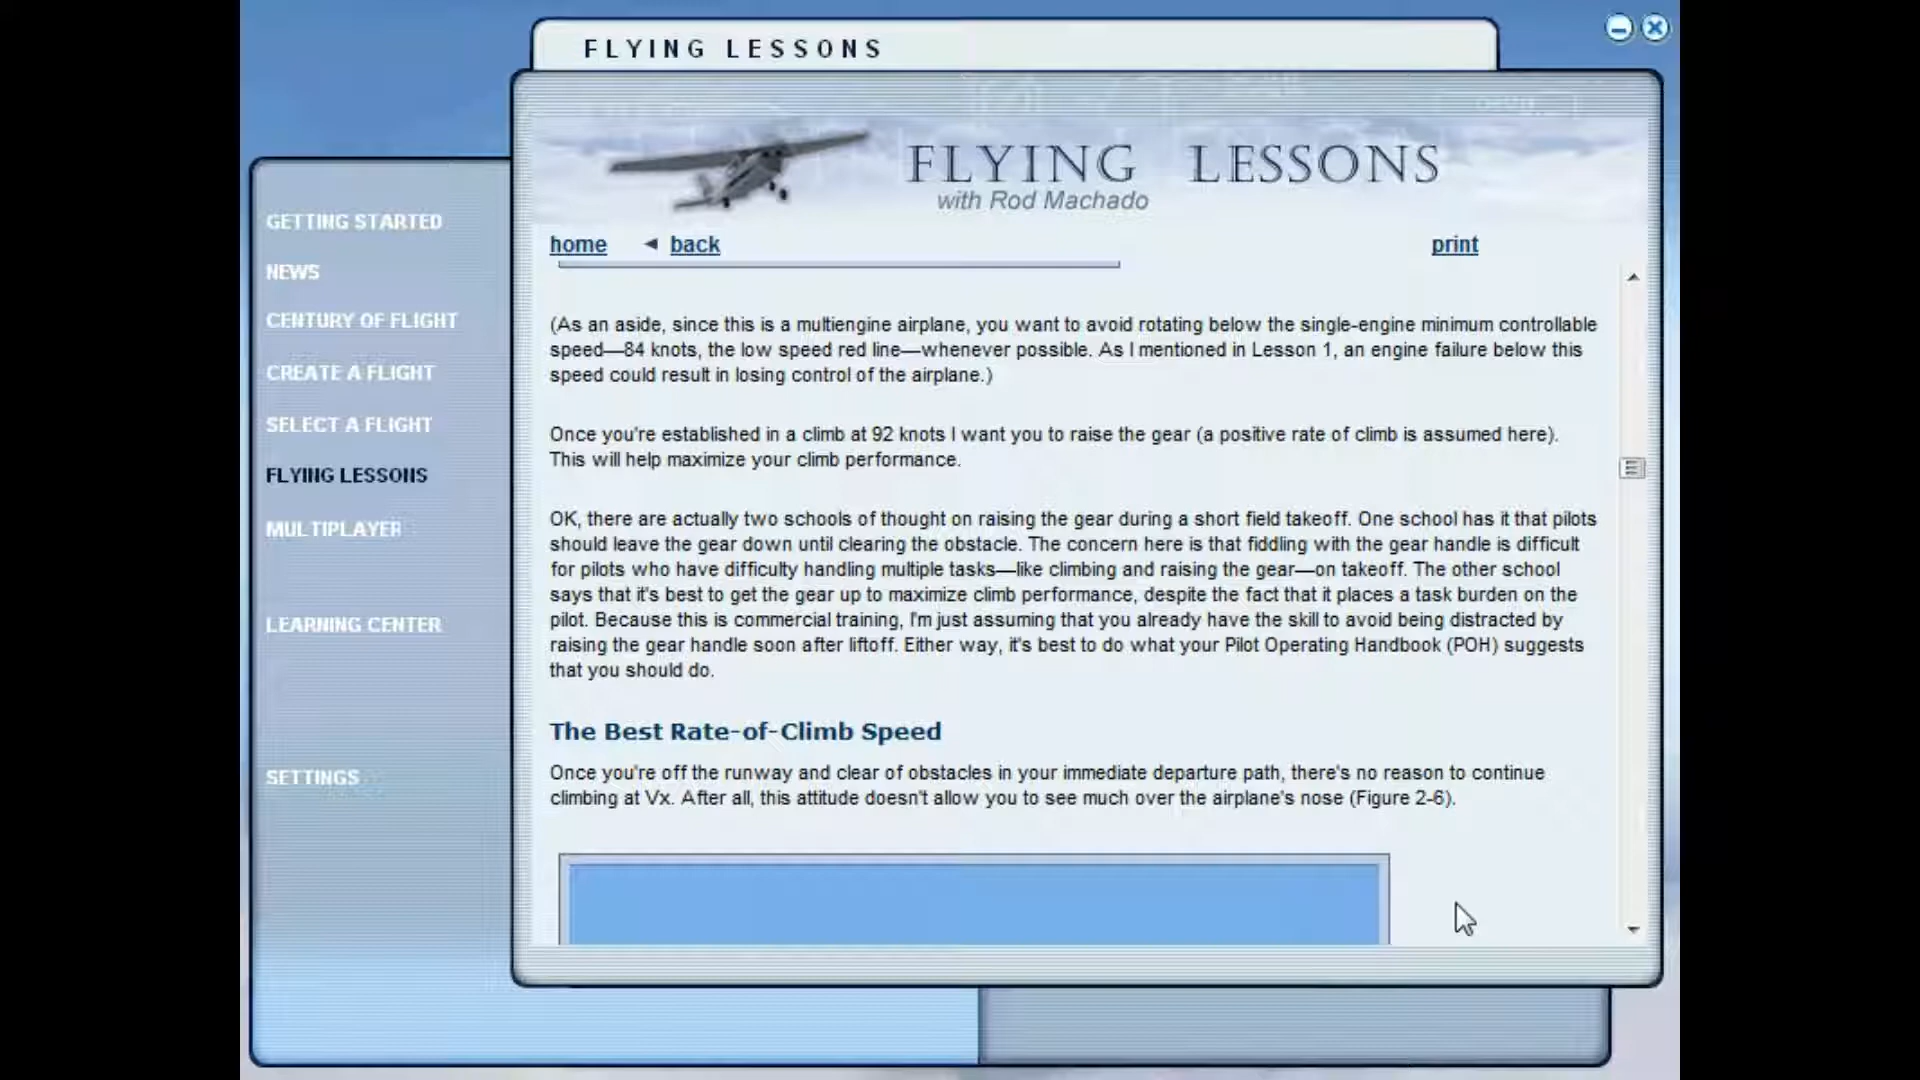 FLYING LESSONS
FLYING LESSONS
with Rod Machado
home
back
print
GETTING STARTED
NEWS
CENTURY OF FLIGHT
CREATE A FLIGHT
SELECT A FLIGHT
FLYING LESSONS
MULTIPLAYER
LEARNING CENTER
SETTINGS
(As an aside, since this is a multiengine airplane, you want to avoid rotating below the single-engine minimum controllable
speed—84 knots, the low speed red line—whenever possible. As I mentioned in Lesson 1, an engine failure below this
speed could result in losing control of the airplane.)
Once you're established in a climb at 92 knots I want you to raise the gear (a positive rate of climb is assumed here).
This will help maximize your climb performance.
OK, there are actually two schools of thought on raising the gear during a short field takeoff. One school has it that pilots
should leave the gear down until clearing the obstacle. The concern here is that fiddling with the gear handle is difficult
for pilots who have difficulty handling multiple tasks—like climbing and raising the gear—on takeoff. The other school
says that it's best to get the gear up to maximize climb performance, despite the fact that it places a task burden on the
pilot. Because this is commercial training, I'm just assuming that you already have the skill to avoid being distracted by
raising the gear handle soon after liftoff. Either way, it's best to do what your Pilot Operating Handbook (POH) suggests
that you should do.
The Best Rate-of-Climb Speed
Once you're off the runway and clear of obstacles in your immediate departure path, there's no reason to continue
climbing at Vx. After all, this attitude doesn't allow you to see much over the airplane's nose (Figure 2-6).